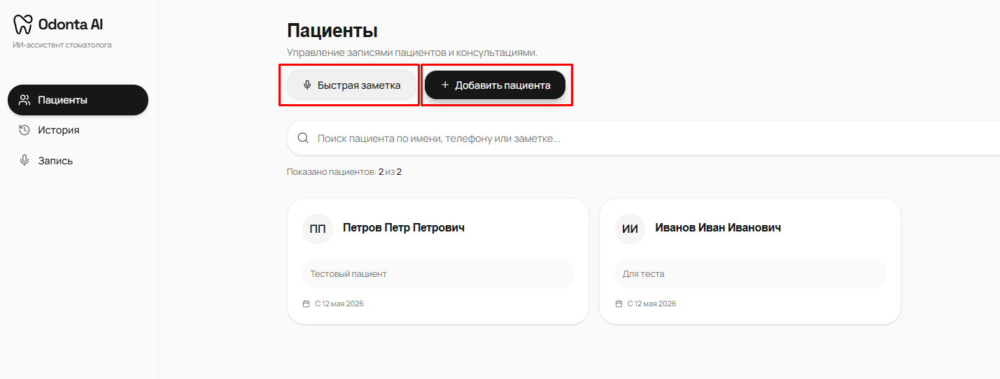 Odonta AI
ИИ-ассистент стоматолога
Пациенты
История
Запись
Пациенты
Управление записями пациентов и консультациями.
Быстрая заметка
Добавить пациента
Поиск пациента по имени, телефону или заметке...
Показано пациентов: 2 из 2
ПП Петров Петр Петрович
Тестовый пациент
С 12 мая 2026
ИИ Иванов Иван Иванович
Для теста
С 12 мая 2026